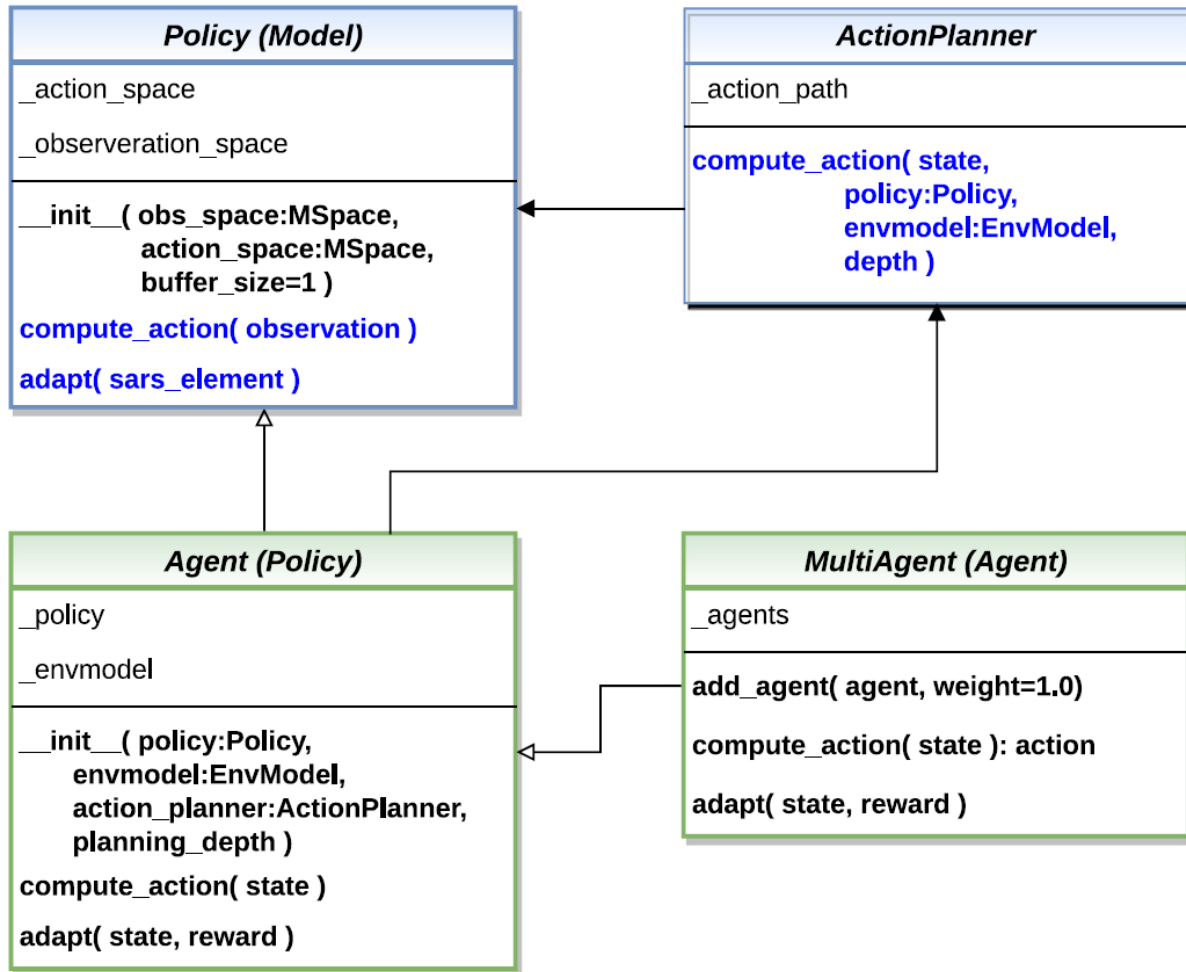 Policy (Model)
_action_space
_observeration_space
__init__( obs_space:MSpace,
action_space:MSpace,
buffer_size=1 )
compute_action( observation )
adapt( sars_element )
ActionPlanner
_action_path
compute_action( state,
policy:Policy,
envmodel:EnvModel,
depth )
Agent (Policy)
_policy
_envmodel
__init__( policy:Policy,
envmodel:EnvModel,
action_planner:ActionPlanner,
planning_depth )
compute_action( state )
adapt( state, reward )
MultiAgent (Agent)
_agents
add_agent( agent, weight=1.0)
compute_action( state ): action
adapt( state, reward )